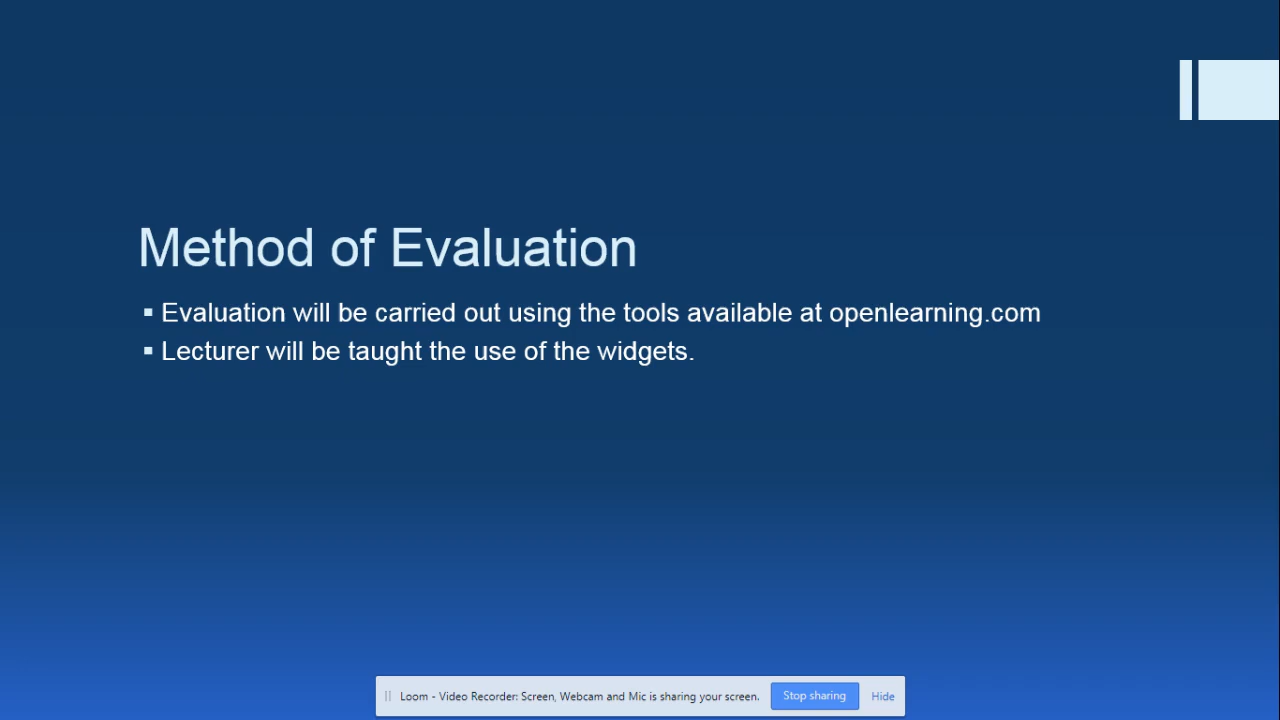 Method of Evaluation
▪ Evaluation will be carried out using the tools available at openlearning.com
▪ Lecturer will be taught the use of the widgets.
Loom - Video Recorder: Screen, Webcam and Mic is sharing your screen. Stop sharing Hide